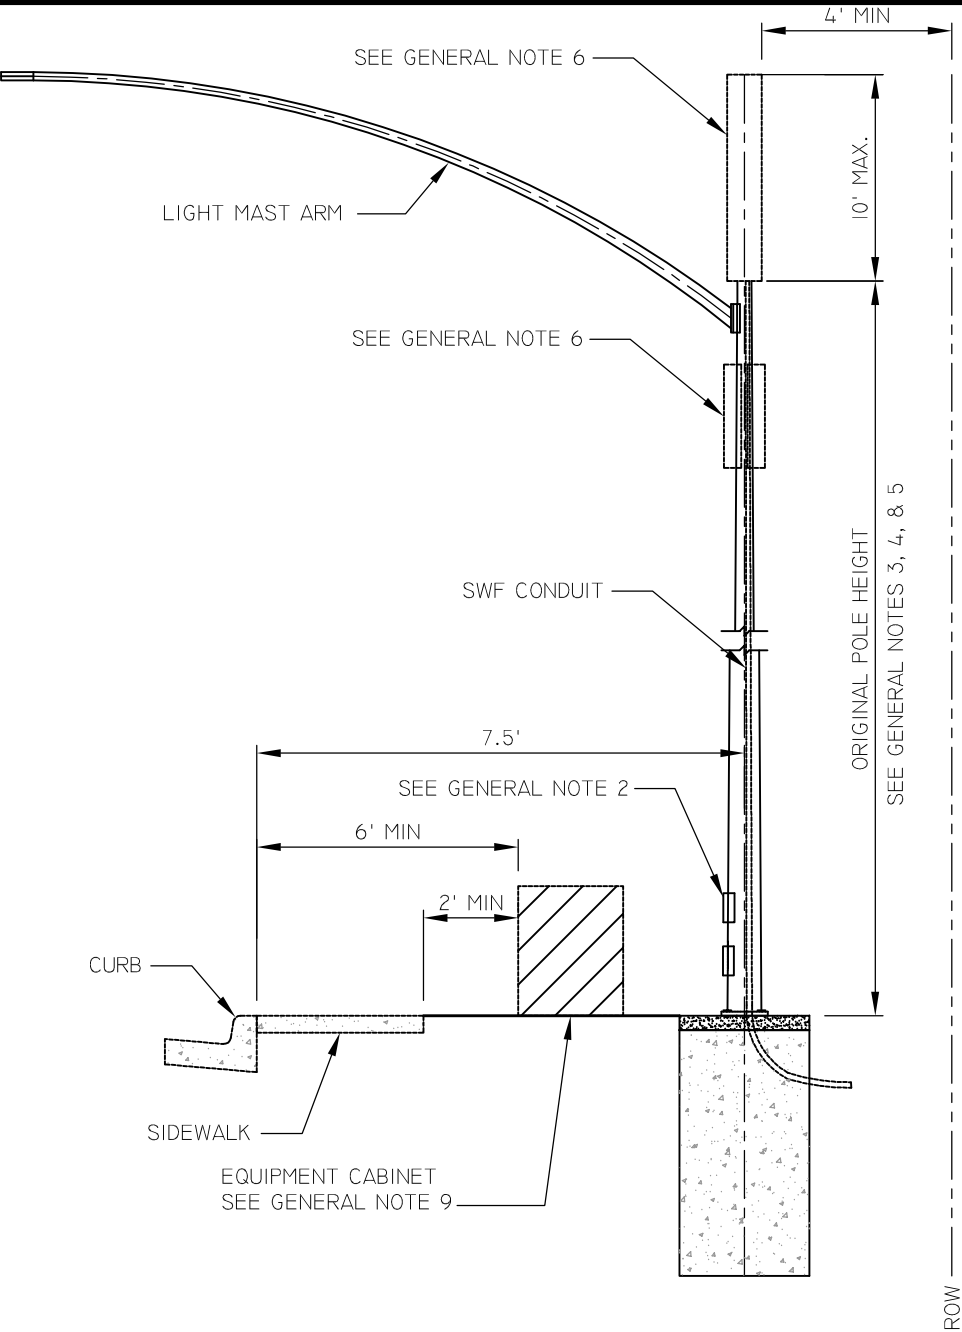 4' MIN
SEE GENERAL NOTE 6
10' MAX.
LIGHT MAST ARM
SEE GENERAL NOTE 6
ORIGINAL POLE HEIGHT
SEE GENERAL NOTES 3, 4, & 5
SWF CONDUIT
7.5'
SEE GENERAL NOTE 2
6' MIN
2' MIN
CURB
SIDEWALK
EQUIPMENT CABINET
SEE GENERAL NOTE 9
ROW